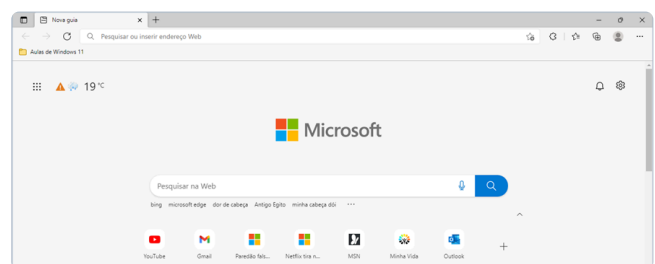 Nova guia
Pesquisar ou inserir endereço Web
Aulas de Windows 11
19 °C
Microsoft
Pesquisar na Web
bing microsoft edge dor de cabeça Antigo Egito minha cabeça dói ...
YouTube Gmail Paredão fals... Netflix tira n... MSN Minha Vida Outlook